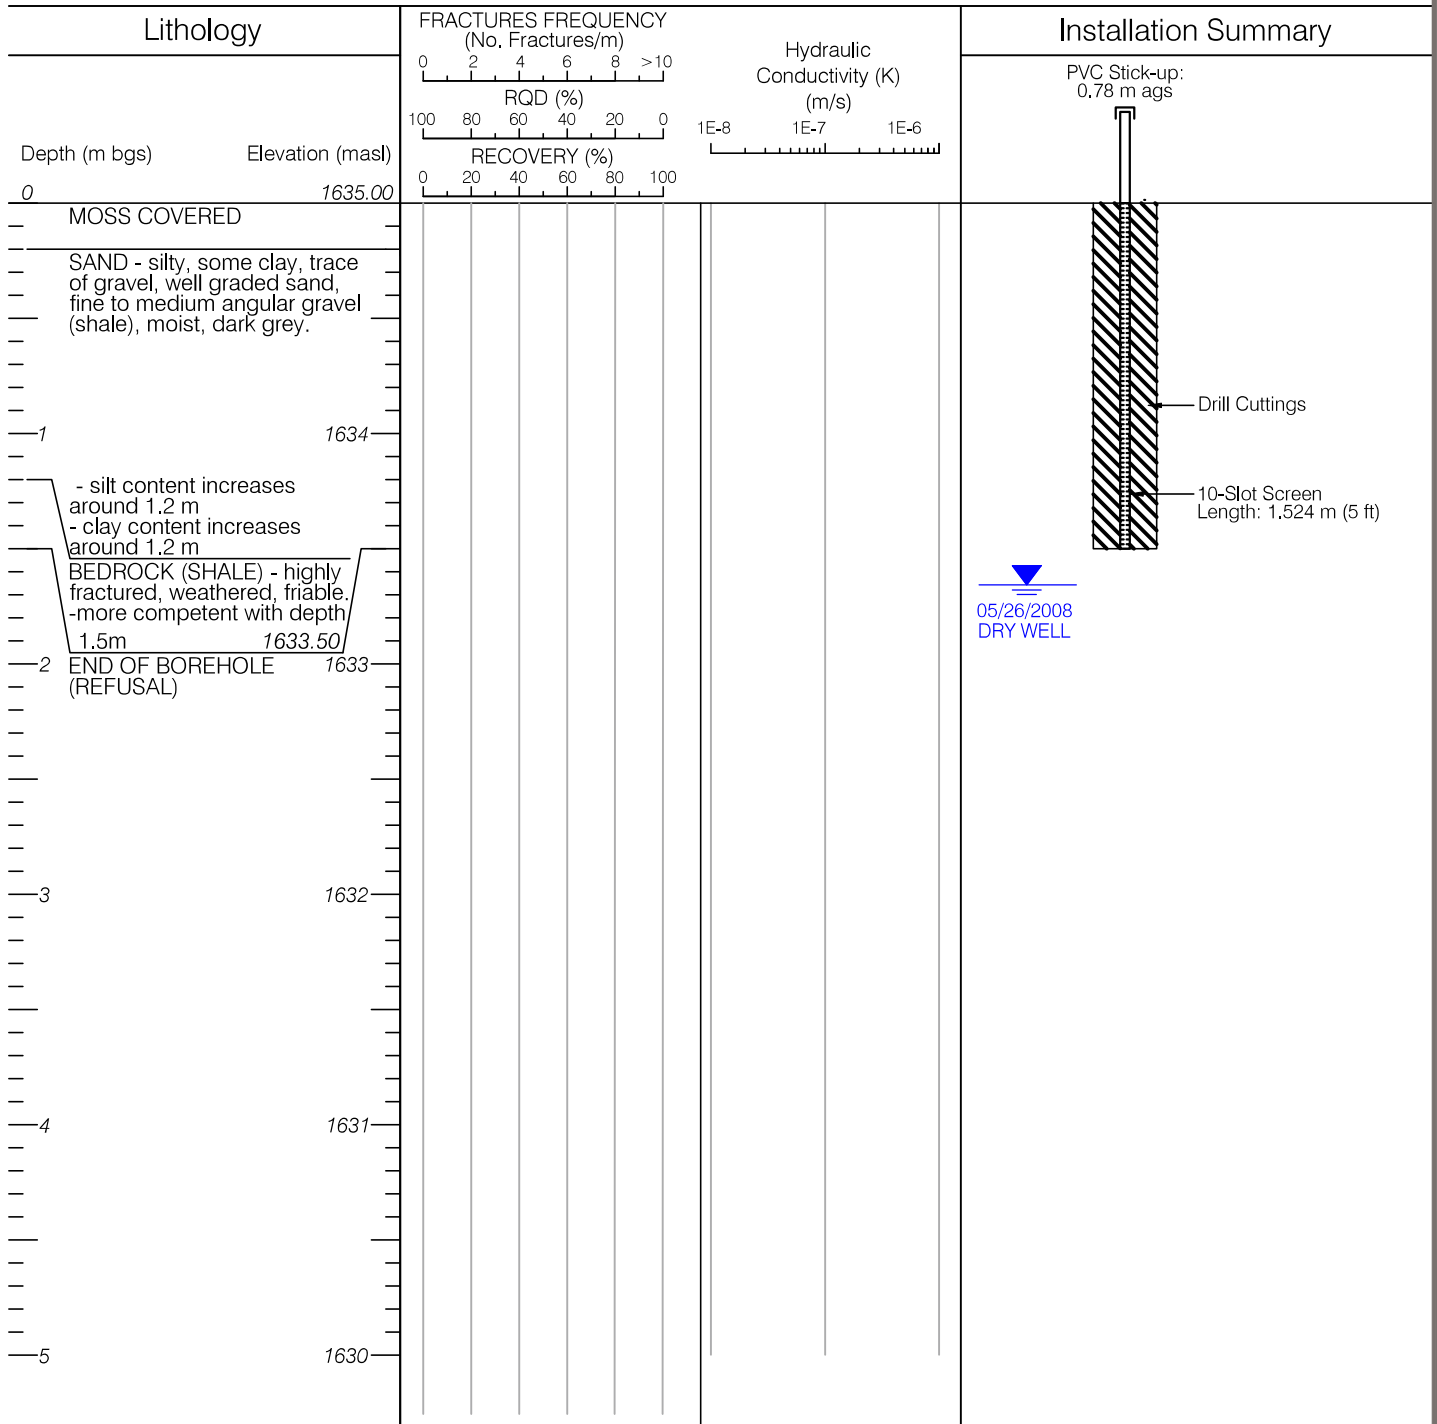 Lithology
Depth (m bgs) Elevation (masl)
0 1635.00
FRACTURES FREQUENCY
(No. Fractures/m)
0 2 4 6 8 >10
RQD (%)
100 80 60 40 20 0
RECOVERY (%)
0 20 40 60 80 100
Hydraulic
Conductivity (K)
(m/s)
1E-8 1E-7 1E-6
Installation Summary
PVC Stick-up:
0.78 m ags
MOSS COVERED
SAND - silty, some clay, trace
of gravel, well graded sand,
fine to medium angular gravel
(shale), moist, dark grey.
1 1634
- silt content increases
around 1.2 m
- clay content increases
around 1.2 m
BEDROCK (SHALE) - highly
fractured, weathered, friable.
-more competent with depth
1.5m 1633.50
2 END OF BOREHOLE 1633
(REFUSAL)
3 1632
4 1631
5 1630
Drill Cuttings
10-Slot Screen
Length: 1.524 m (5 ft)
05/26/2008
DRY WELL